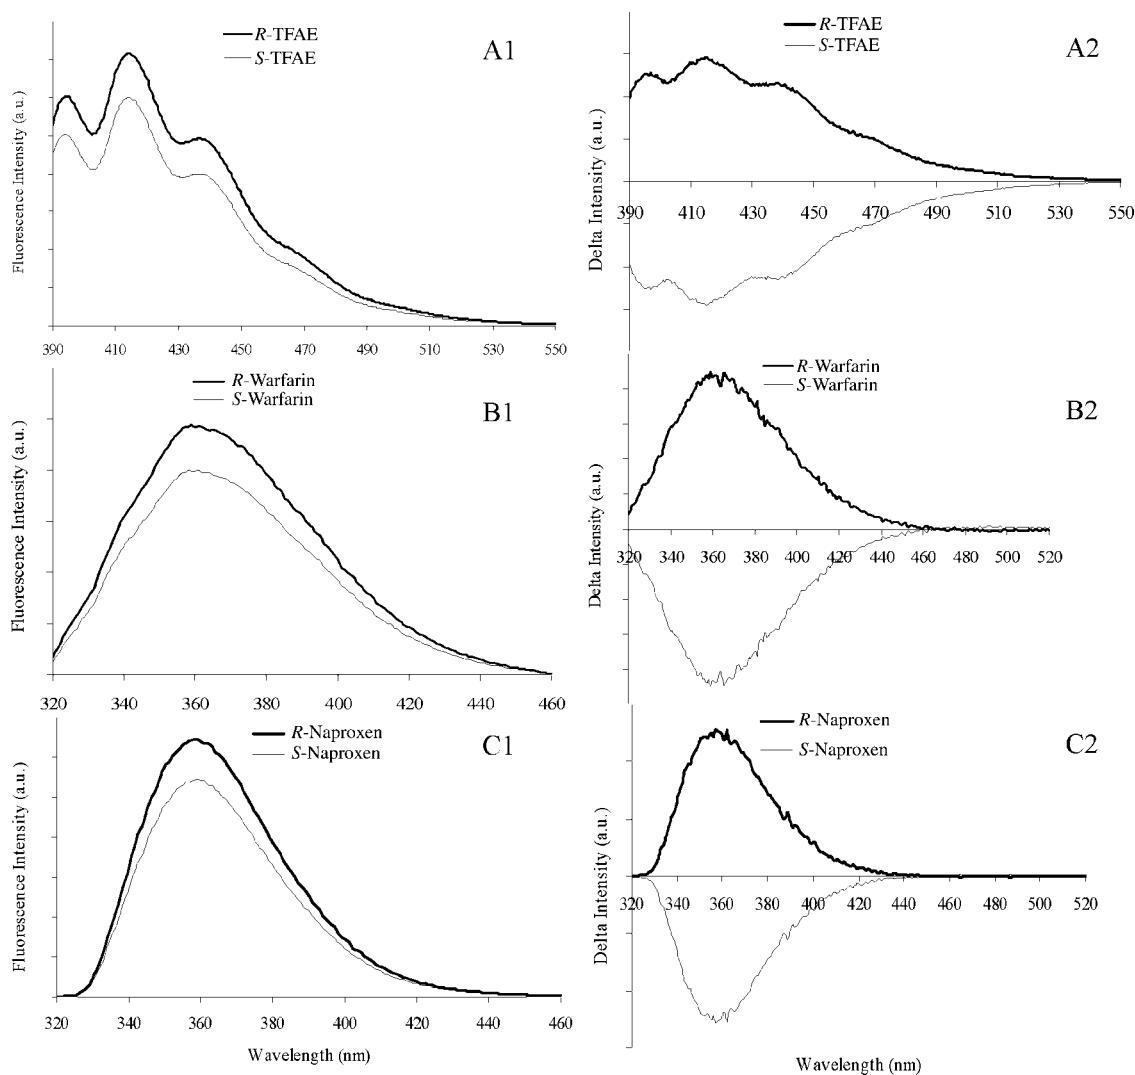 R-TFAE
S-TFAE
A1
Fluorescence Intensity (a.u.)
390 410 430 450 470 490 510 530 550
R-TFAE
S-TFAE
A2
Delta Intensity (a.u.)
390 410 430 450 470 490 510 530 550
R-Warfarin
S-Warfarin
B1
Fluorescence Intensity (a.u.)
320 340 360 380 400 420 440 460
R-Warfarin
S-Warfarin
B2
Delta Intensity (a.u.)
320 340 360 380 400 420 440 460 480 500 520
R-Naproxen
S-Naproxen
C1
Fluorescence Intensity (a.u.)
320 340 360 380 400 420 440 460
Wavelength (nm)
R-Naproxen
S-Naproxen
C2
Delta Intensity (a.u.)
320 340 360 380 400 420 440 460 480 500 520
Wavelength (nm)